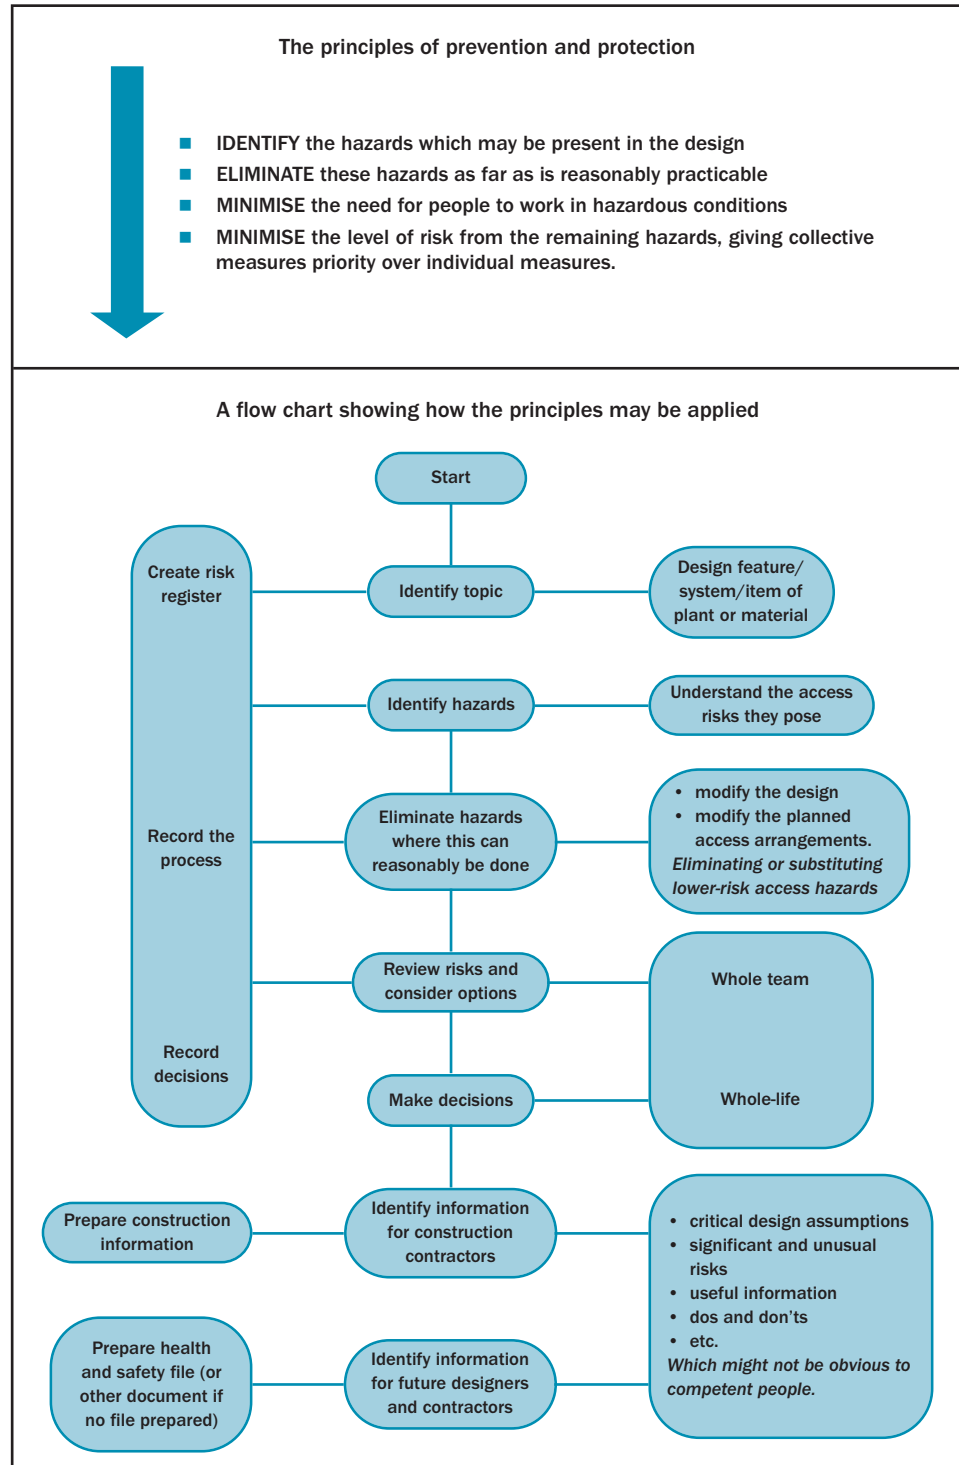 The principles of prevention and protection
■ IDENTIFY the hazards which may be present in the design
■ ELIMINATE these hazards as far as is reasonably practicable
■ MINIMISE the need for people to work in hazardous conditions
■ MINIMISE the level of risk from the remaining hazards, giving collective
measures priority over individual measures.
A flow chart showing how the principles may be applied
Start
Create risk
register
Identify topic
Design feature/
system/item of
plant or material
Identify hazards
Understand the access
risks they pose
Record the
process
Eliminate hazards
where this can
reasonably be done
• modify the design
• modify the planned
access arrangements.
Eliminating or substituting
lower-risk access hazards
Review risks and
consider options
Whole team
Record
decisions
Make decisions
Whole-life
Prepare construction
information
Identify information
for construction
contractors
• critical design assumptions
• significant and unusual
risks
• useful information
• dos and don’ts
• etc.
Which might not be obvious to
competent people.
Prepare health
and safety file (or
other document if
no file prepared)
Identify information
for future designers
and contractors